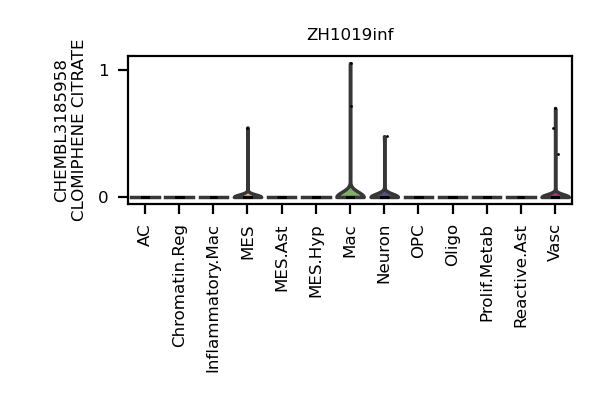 ZH1019inf
CHEMBL3185958
CLOMIPHENE CITRATE
1
0
AC
Chromatin.Reg
Inflammatory.Mac
MES
MES.Ast
MES.Hyp
Mac
Neuron
OPC
Oligo
Prolif.Metab
Reactive.Ast
Vasc